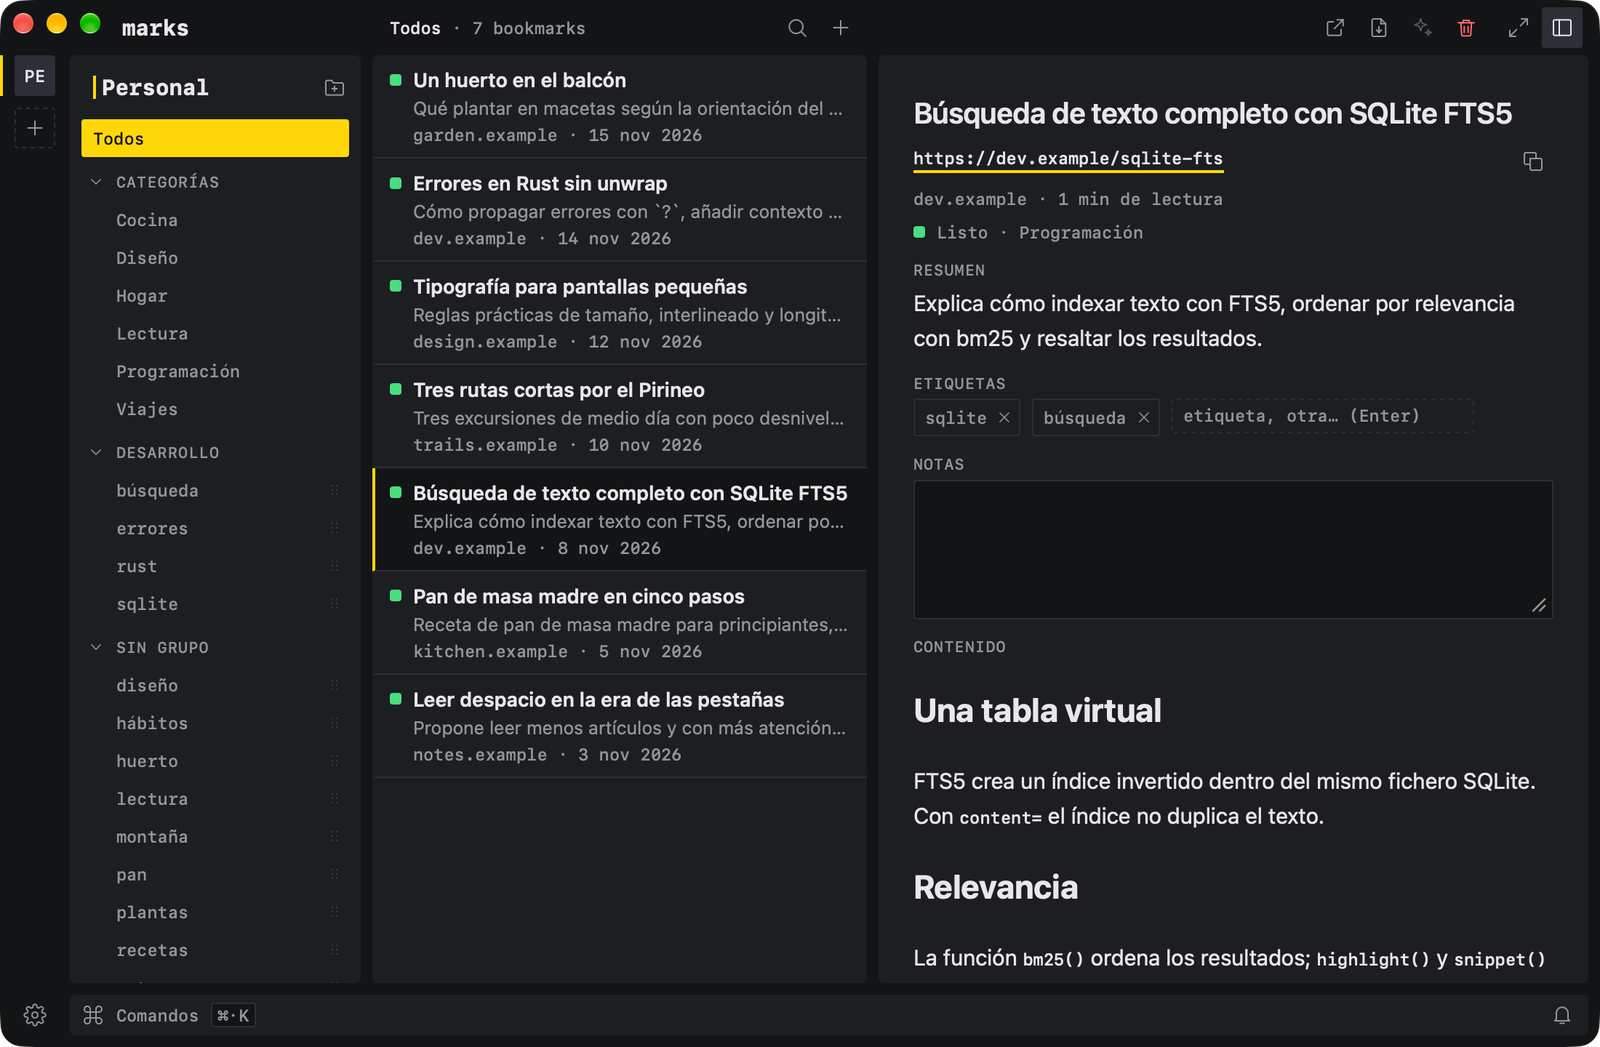 marks
Todos · 7 bookmarks
PE
Personal
Todos
CATEGORÍAS
Cocina
Diseño
Hogar
Lectura
Programación
Viajes
DESARROLLO
búsqueda
errores
rust
sqlite
SIN GRUPO
diseño
hábitos
huerto
lectura
montaña
pan
plantas
recetas
Un huerto en el balcón
Qué plantar en macetas según la orientación del ...
garden.example · 15 nov 2026
Errores en Rust sin unwrap
Cómo propagar errores con `?`, añadir contexto ...
dev.example · 14 nov 2026
Tipografía para pantallas pequeñas
Reglas prácticas de tamaño, interlineado y longit...
design.example · 12 nov 2026
Tres rutas cortas por el Pirineo
Tres excursiones de medio día con poco desnivel...
trails.example · 10 nov 2026
Búsqueda de texto completo con SQLite FTS5
Explica cómo indexar texto con FTS5, ordenar po...
dev.example · 8 nov 2026
Pan de masa madre en cinco pasos
Receta de pan de masa madre para principiantes,...
kitchen.example · 5 nov 2026
Leer despacio en la era de las pestañas
Propone leer menos artículos y con más atención...
notes.example · 3 nov 2026
Búsqueda de texto completo con SQLite FTS5
https://dev.example/sqlite-fts
dev.example · 1 min de lectura
Listo · Programación
RESUMEN
Explica cómo indexar texto con FTS5, ordenar por relevancia
con bm25 y resaltar los resultados.
ETIQUETAS
sqlite × búsqueda × etiqueta, otra… (Enter)
NOTAS
CONTENIDO
Una tabla virtual
FTS5 crea un índice invertido dentro del mismo fichero SQLite.
Con content= el índice no duplica el texto.
Relevancia
La función bm25() ordena los resultados; highlight() y snippet()
⌘ Comandos ⌘·K